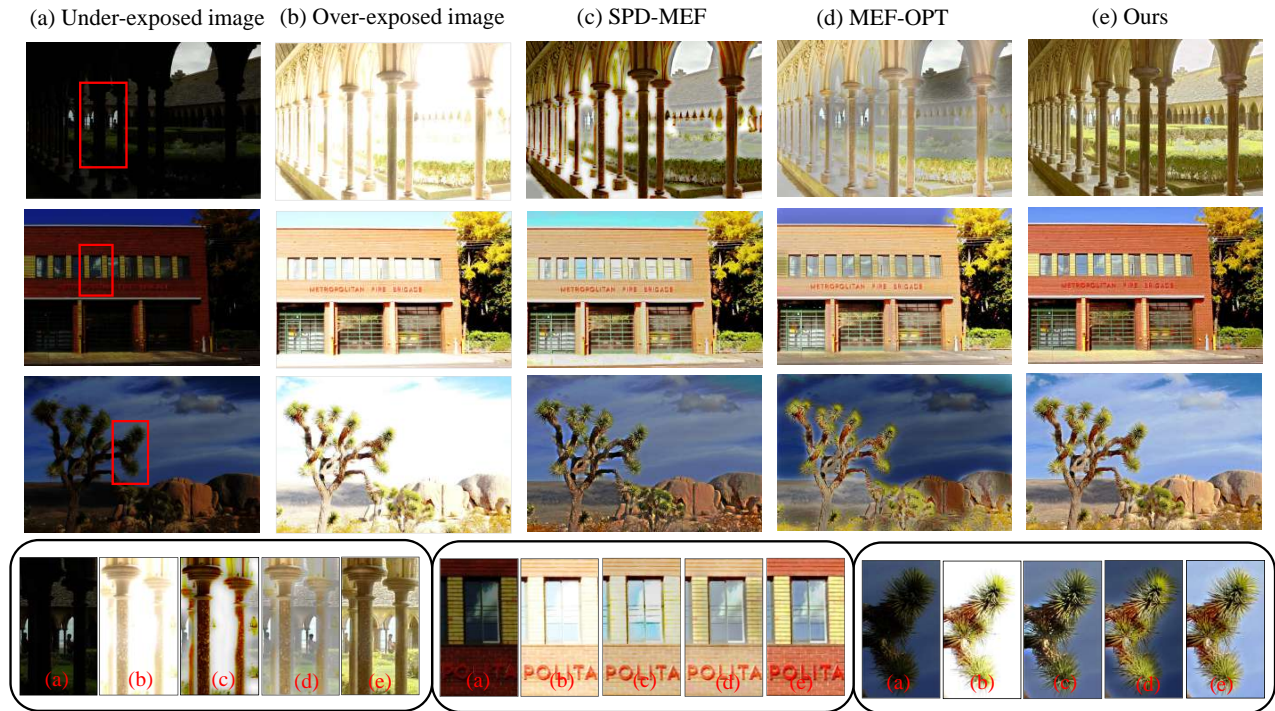 (a) Under-exposed image (b) Over-exposed image (c) SPD-MEF (d) MEF-OPT (e) Ours
METROPOLITAN FIRE BRIGADE
METROPOLITAN FIRE BRIGADE
METROPOLITAN FIRE BRIGADE
METROPOLITAN FIRE BRIGADE
POLITA POLITA POLITA POLITA POLITA
(a) (b) (c) (d) (e) (a) (b) (c) (d) (e) (a) (b) (c) (d) (e)